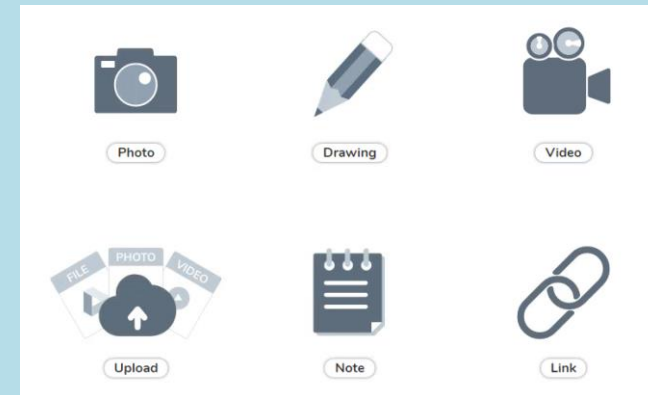 Photo
Drawing
Video
FILE
PHOTO
VIDEO
Upload
Note
Link